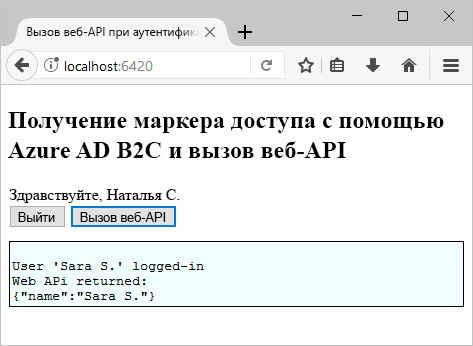 Вызов веб-API при аутентифика
localhost:6420
Получение маркера доступа с помощью
Azure AD B2C и вызов веб-API
Здравствуйте, Наталья С.
Выйти Вызов веб-API
User 'Sara S.' logged-in
Web APi returned:
{"name":"Sara S."}